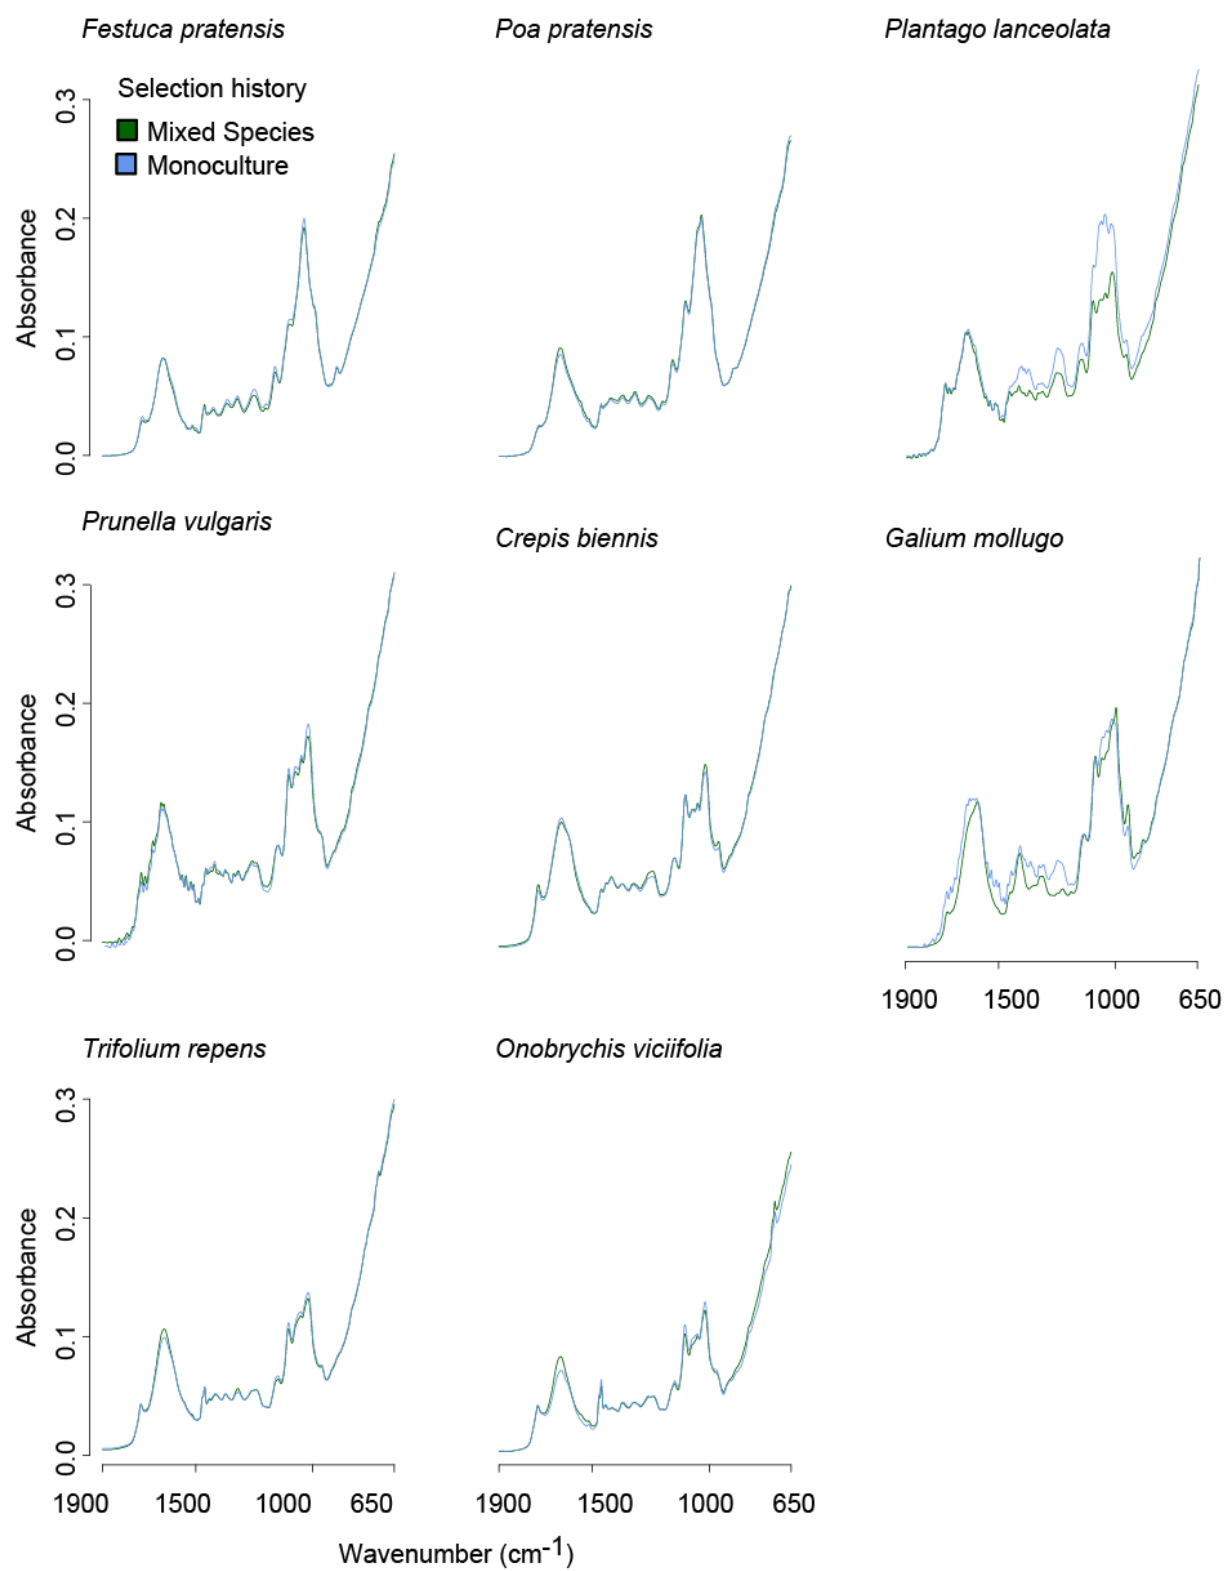 Festuca pratensis
Poa pratensis
Plantago lanceolata
Selection history
Mixed Species
Monoculture
Absorbance
0.3
0.2
0.1
0.0
Prunella vulgaris
Crepis biennis
Galium mollugo
Absorbance
0.3
0.2
0.1
0.0
1900 1500 1000 650
Trifolium repens
Onobrychis viciifolia
Absorbance
0.3
0.2
0.1
0.0
1900 1500 1000 650
1900 1500 1000 650
Wavenumber (cm-1)